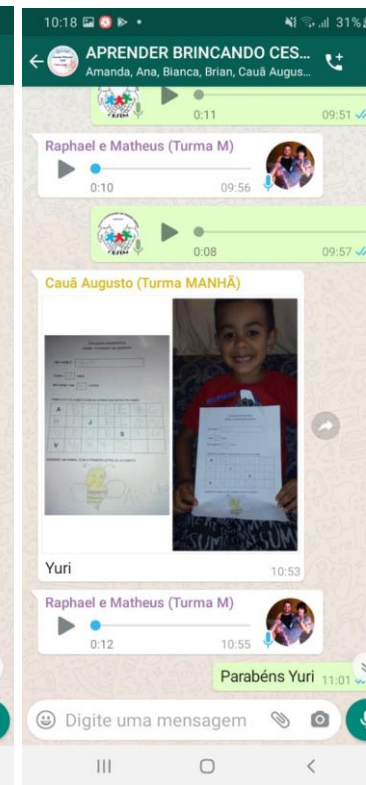 10:18
31%
APRENDER BRINCANDO CES...
Amanda, Ana, Bianca, Brian, Cauã Augus...
0:11 09:51
Raphael e Matheus (Turma M)
0:10 09:56
0:08 09:57
Cauã Augusto (Turma MANHÃ)
A
J
S
V
Yuri
10:53
Raphael e Matheus (Turma M)
0:12 10:55
Parabéns Yuri 11:01
Digite uma mensagem